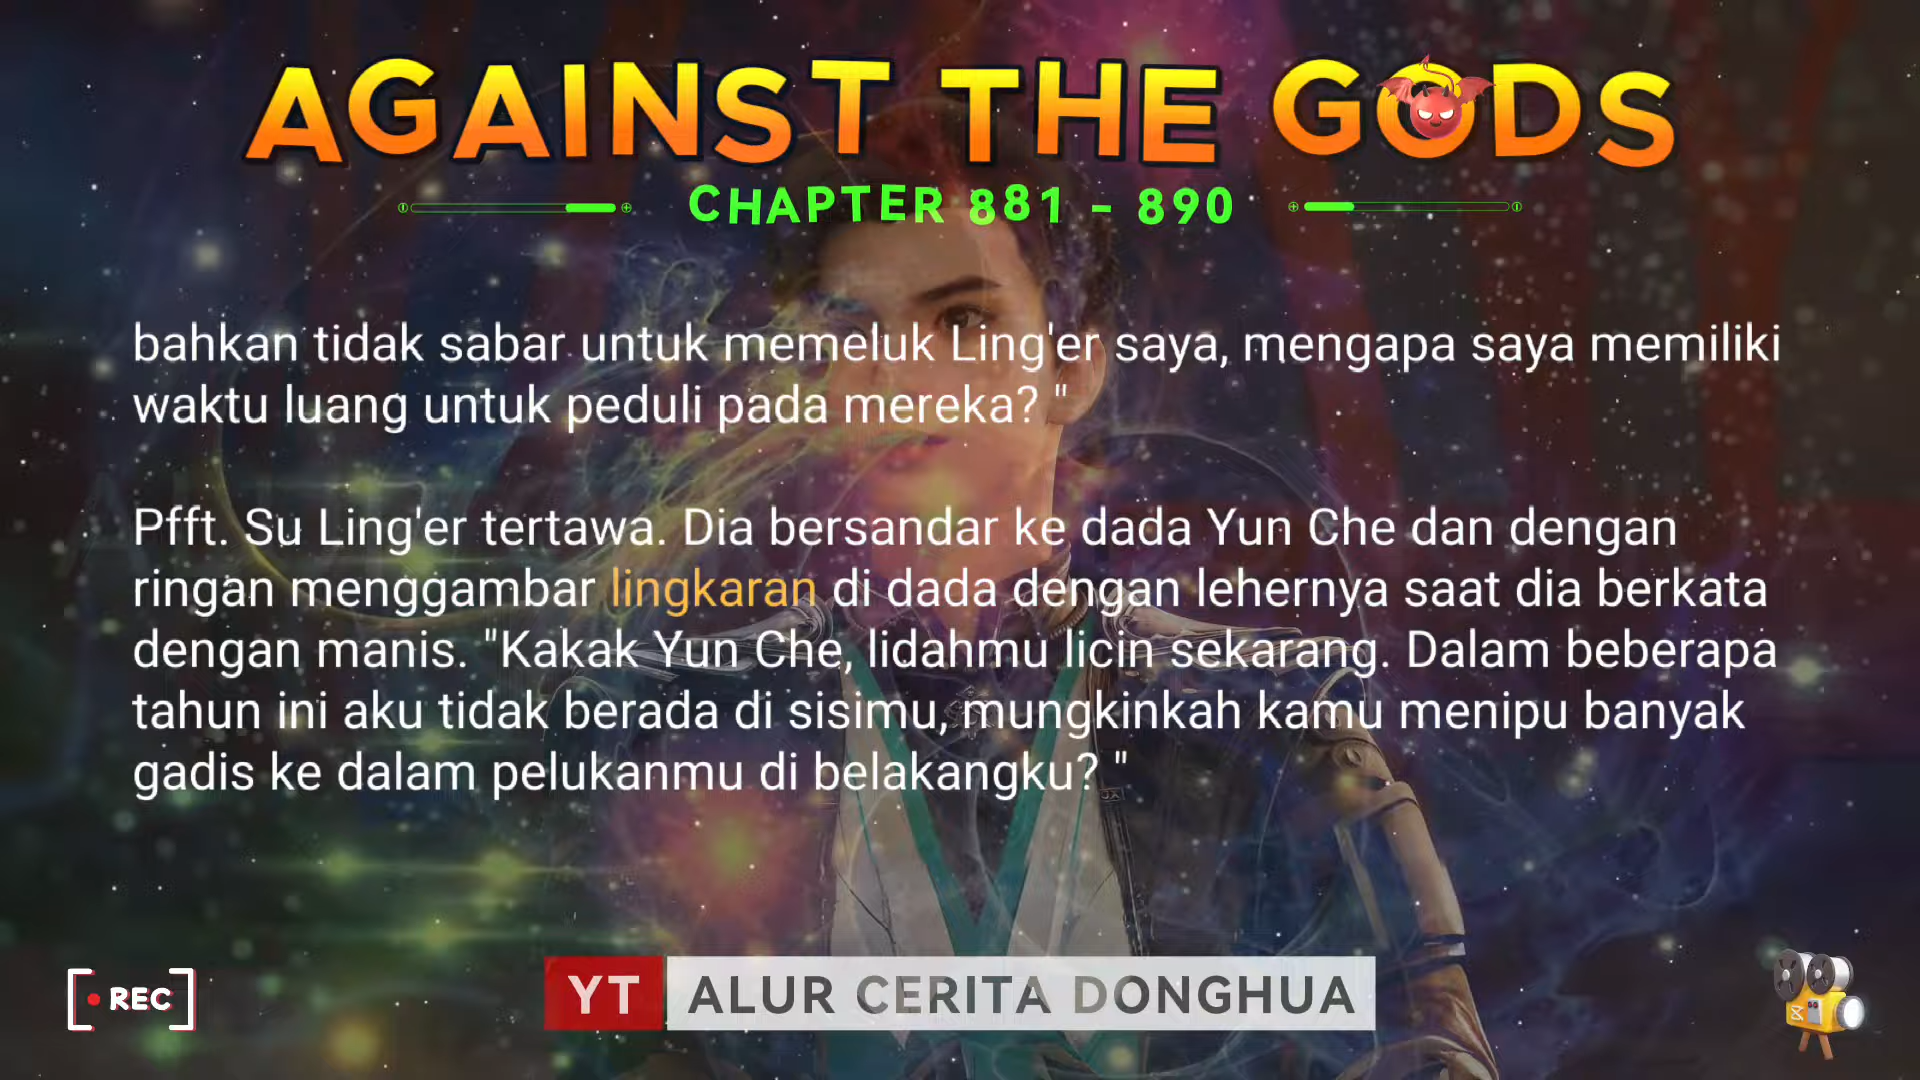 AGAINST THE GODS
CHAPTER 881 - 890
bahkan tidak sabar untuk memeluk Ling'er saya, mengapa saya memiliki
waktu luang untuk peduli pada mereka? "
Pfft. Su Ling'er tertawa. Dia bersandar ke dada Yun Che dan dengan
ringan menggambar lingkaran di dada dengan lehernya saat dia berkata
dengan manis. "Kakak Yun Che, lidahmu licin sekarang. Dalam beberapa
tahun ini aku tidak berada di sisimu, mungkinkah kamu menipu banyak
gadis ke dalam pelukanmu di belakangku? "
REC
YT ALUR CERITA DONGHUA